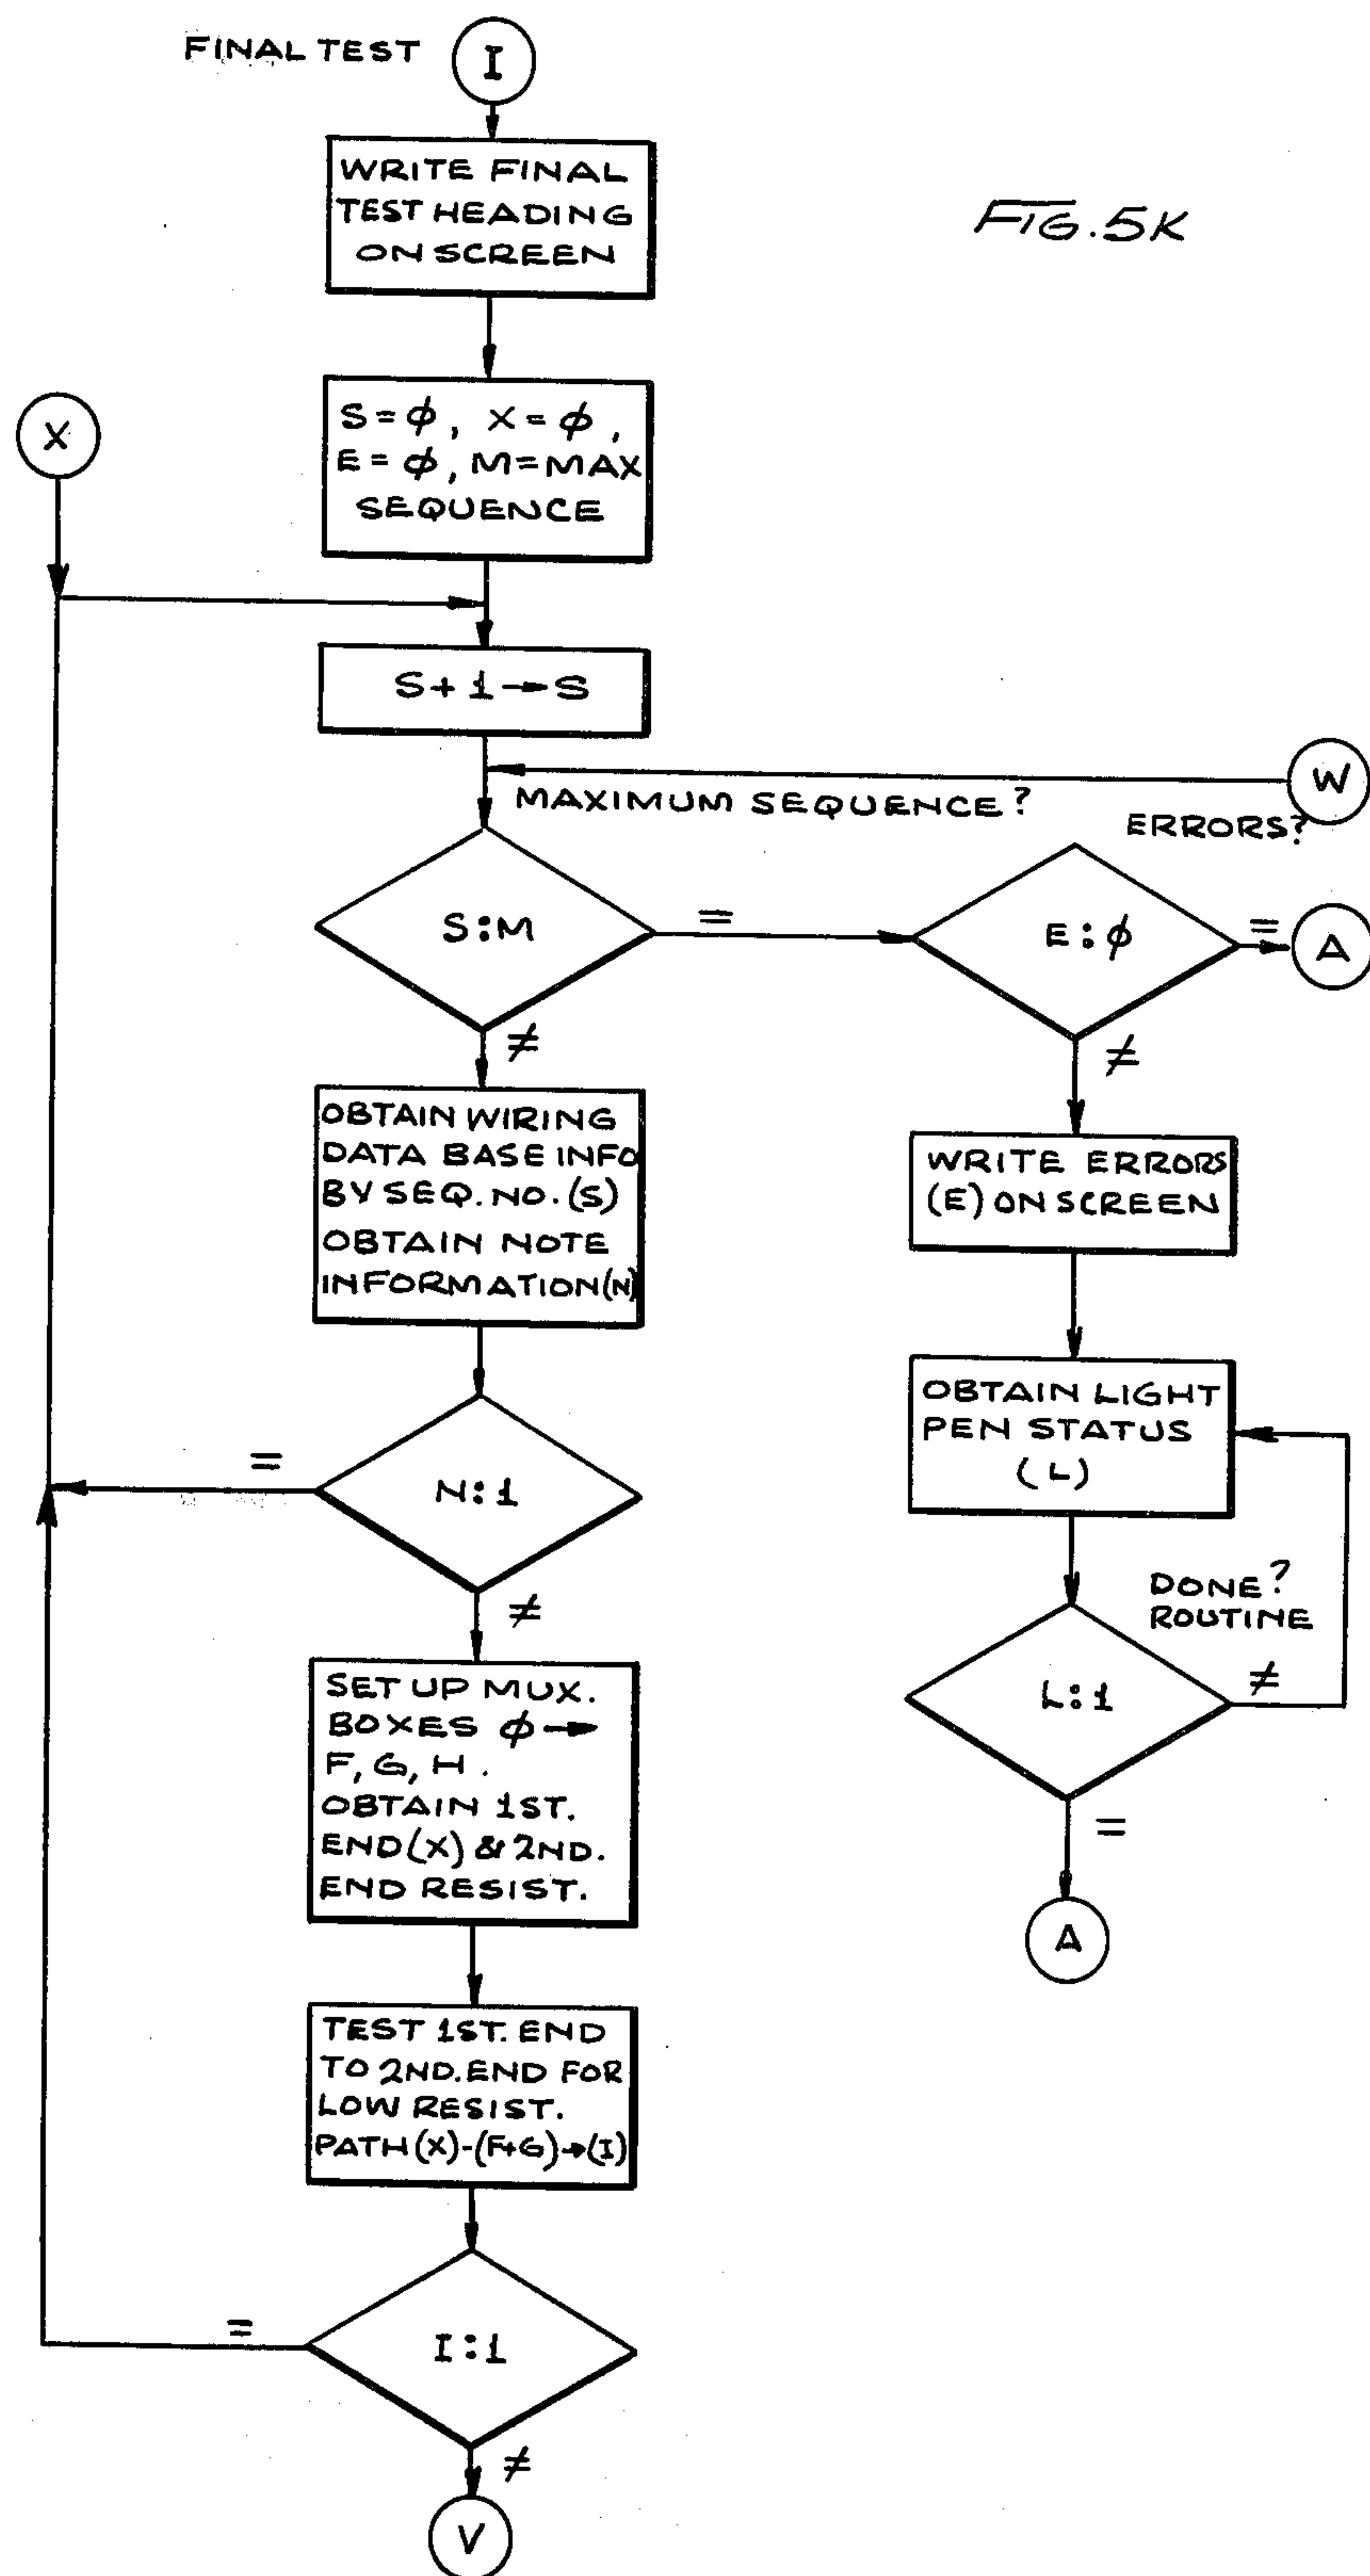 FINAL TEST
I
WRITE FINAL
TEST HEADING
ON SCREEN
FIG. 5K
S = ϕ, X = ϕ,
E = ϕ, M = MAX
SEQUENCE
X
S + 1 → S
W
MAXIMUM SEQUENCE?
ERRORS?
S : M
=
E : ϕ
=
A
≠
≠
OBTAIN WIRING
DATA BASE INFO
BY SEQ. NO. (S)
OBTAIN NOTE
INFORMATION (N)
WRITE ERRORS
(E) ON SCREEN
OBTAIN LIGHT
PEN STATUS
(L)
=
N : 1
≠
DONE?
ROUTINE
L : 1
≠
=
A
SET UP MUX.
BOXES ϕ →
F, G, H.
OBTAIN 1ST.
END (X) & 2ND.
END RESIST.
TEST 1ST. END
TO 2ND. END FOR
LOW RESIST.
PATH (X) - (F+G) → (I)
=
I : 1
≠
V